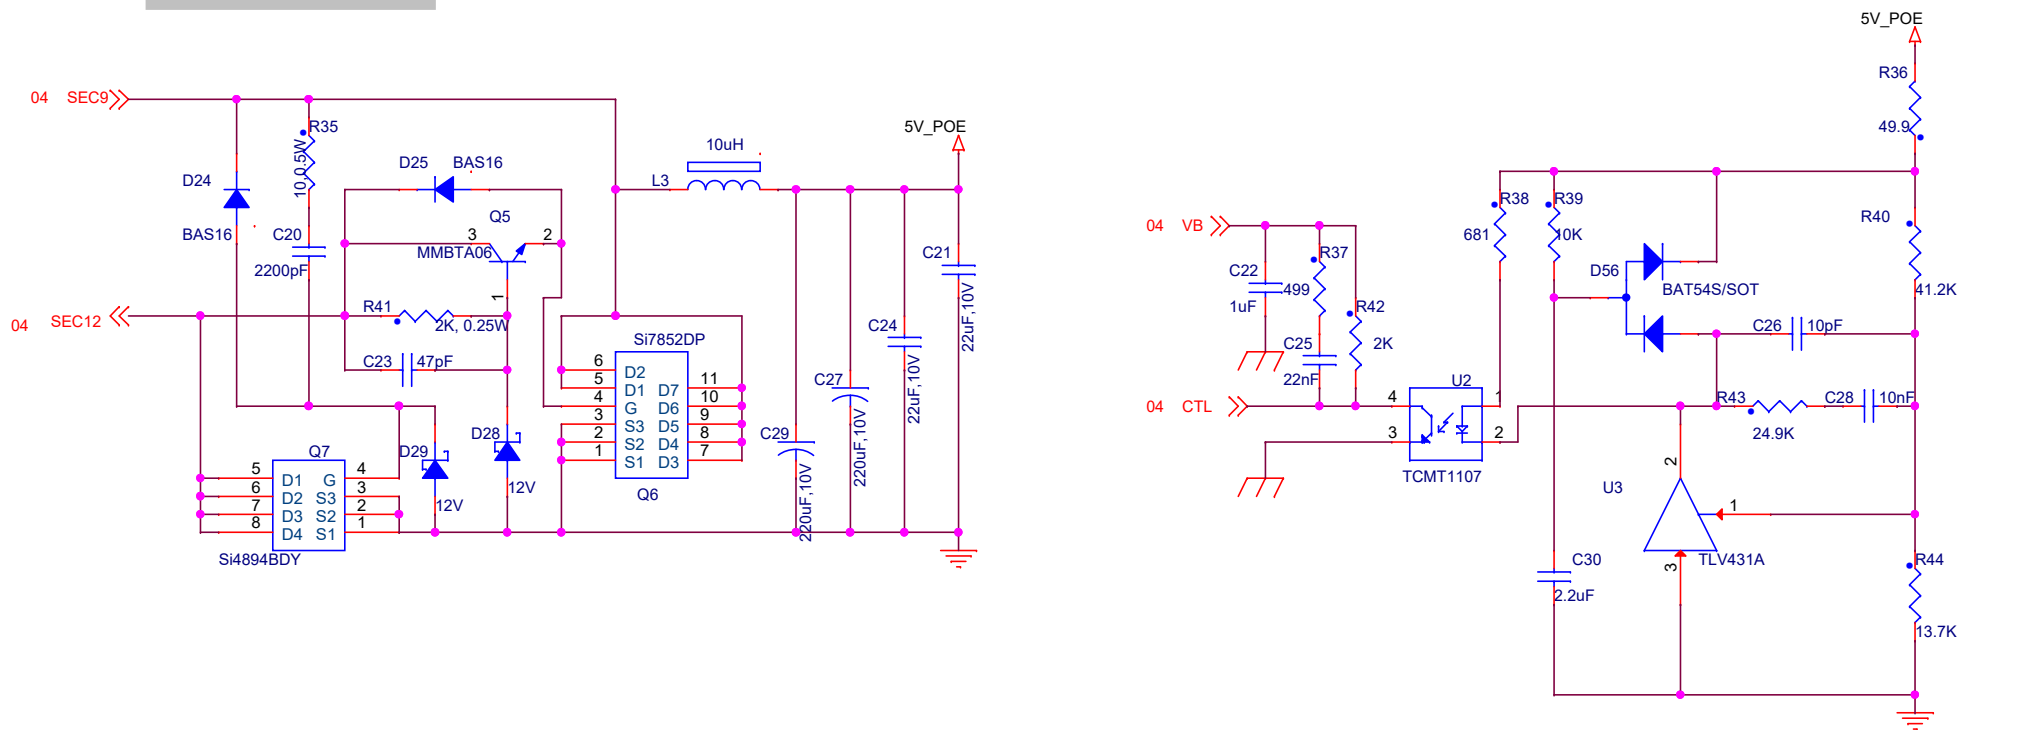 5V_POE
R36
49.9
04 SEC9
R35
10,0.5W
D24
BAS16
C20
2200pF
D25 BAS16
Q5
3 2
MMBTA06
1
R41
2K, 0.25W
C23 47pF
04 SEC12
10uH
L3
5V_POE
C21
22uF,10V
C24
22uF,10V
C27
220uF,10V
C29
220uF,10V
Si7852DP
6 D2
5 D1 D7 11
4 G D6 10
3 S3 D5 9
2 S2 D4 8
1 S1 D3 7
Q6
D28
12V
D29
12V
Q7
5 D1 G 4
6 D2 S3 3
7 D3 S2 2
8 D4 S1 1
Si4894BDY
04 VB
C22
1uF
R37
499
C25
22nF
R42
2K
04 CTL
U2
4 1
3 2
TCMT1107
R38
681
R39
10K
D56
BAT54S/SOT
R40
41.2K
C26 10pF
R43
24.9K
C28 10nF
U3
2
1
3
TLV431A
C30
2.2uF
R44
13.7K